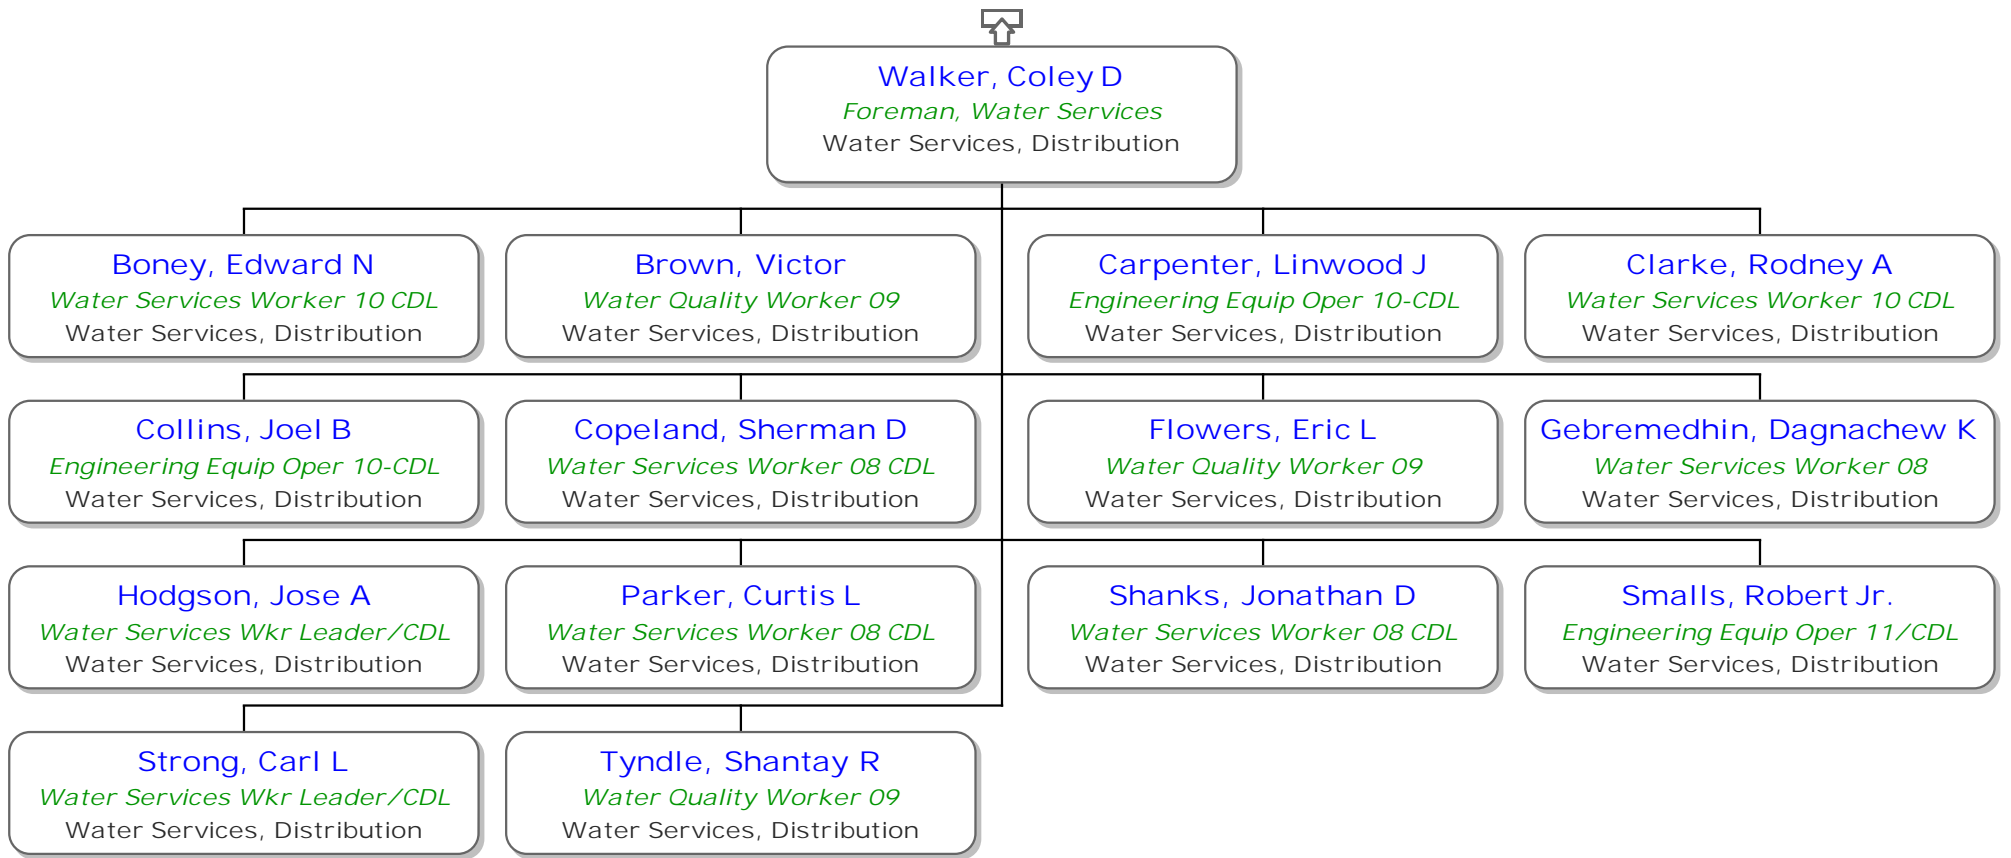 Walker, Coley D
Foreman, Water Services
Water Services, Distribution
Boney, Edward N
Water Services Worker 10 CDL
Water Services, Distribution
Brown, Victor
Water Quality Worker 09
Water Services, Distribution
Carpenter, Linwood J
Engineering Equip Oper 10-CDL
Water Services, Distribution
Clarke, Rodney A
Water Services Worker 10 CDL
Water Services, Distribution
Collins, Joel B
Engineering Equip Oper 10-CDL
Water Services, Distribution
Copeland, Sherman D
Water Services Worker 08 CDL
Water Services, Distribution
Flowers, Eric L
Water Quality Worker 09
Water Services, Distribution
Gebremedhin, Dagnachew K
Water Services Worker 08
Water Services, Distribution
Hodgson, Jose A
Water Services Wkr Leader/CDL
Water Services, Distribution
Parker, Curtis L
Water Services Worker 08 CDL
Water Services, Distribution
Shanks, Jonathan D
Water Services Worker 08 CDL
Water Services, Distribution
Smalls, Robert Jr.
Engineering Equip Oper 11/CDL
Water Services, Distribution
Strong, Carl L
Water Services Wkr Leader/CDL
Water Services, Distribution
Tyndle, Shantay R
Water Quality Worker 09
Water Services, Distribution